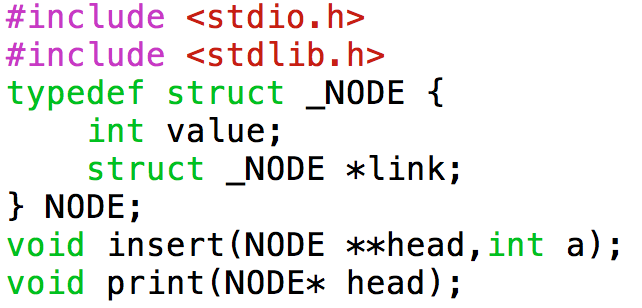 #include <stdio.h>
#include <stdlib.h>
typedef struct _NODE {
    int value;
    struct _NODE *link;
} NODE;
void insert(NODE **head,int a);
void print(NODE* head);